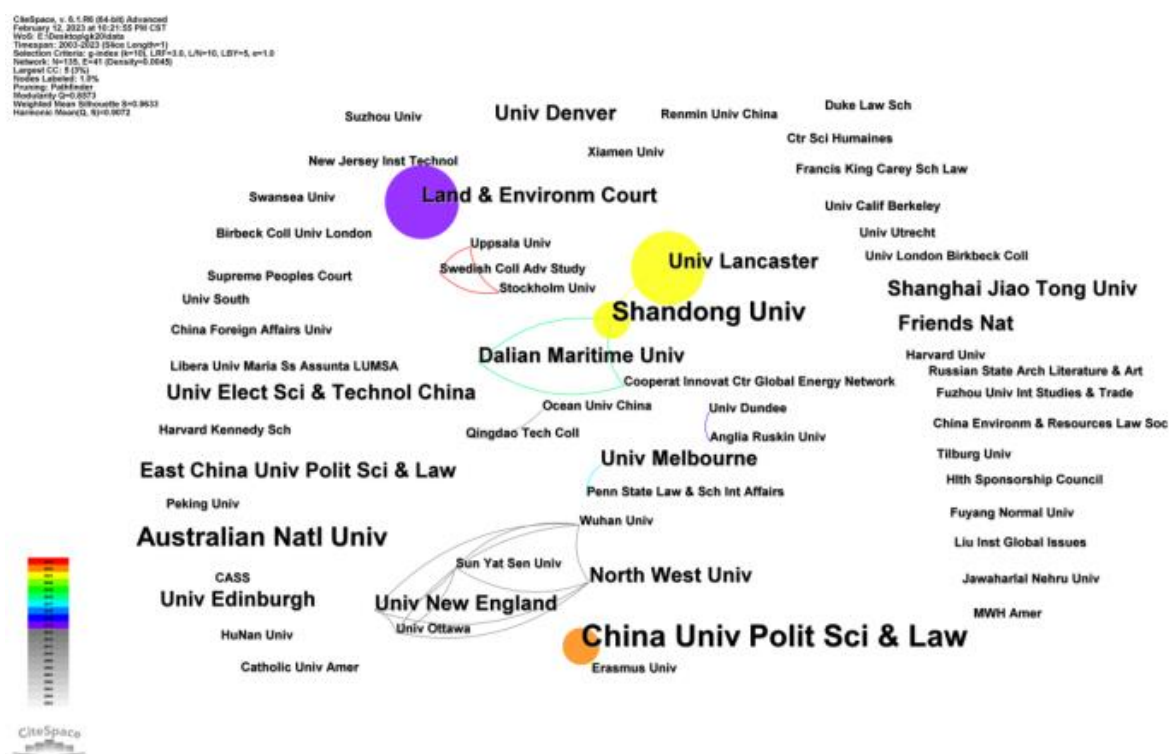 CiteSpace, v. 6.1.R6 (64-bit) Advanced
February 12, 2023 at 10:21:55 PM CST
WoS: E:\Desktop\gk20\data
Timespan: 2003-2023 (Slice Length=1)
Selection Criteria: g-index (k=10), LRF=3.0, L/N=10, LBY=5, e=1.0
Network: N=135, E=41 (Density=0.0045)
Largest CC: 5 (3%)
Nodes Labeled: 1.0%
Pruning: Pathfinder
Modularity Q=0.8573
Weighted Mean Silhouette S=0.9633
Harmonic Mean(Q, S)=0.9072
Suzhou Univ
Univ Denver
Renmin Univ China
Duke Law Sch
Ctr Sci Humaines
Xiamen Univ
New Jersey Inst Technol
Francis King Carey Sch Law
Swansea Univ
Land & Environm Court
Univ Calif Berkeley
Birbeck Coll Univ London
Univ Utrecht
Uppsala Univ
Univ London Birkbeck Coll
Swedish Coll Adv Study
Univ Lancaster
Supreme Peoples Court
Stockholm Univ
Shanghai Jiao Tong Univ
Univ South
Shandong Univ
Friends Nat
China Foreign Affairs Univ
Dalian Maritime Univ
Harvard Univ
Libera Univ Maria Ss Assunta LUMSA
Russian State Arch Literature & Art
Cooperat Innovat Ctr Global Energy Network
Univ Elect Sci & Technol China
Fuzhou Univ Int Studies & Trade
Ocean Univ China
Univ Dundee
China Environm & Resources Law Soc
Harvard Kennedy Sch
Qingdao Tech Coll
Anglia Ruskin Univ
Tilburg Univ
East China Univ Polit Sci & Law
Univ Melbourne
Hlth Sponsorship Council
Penn State Law & Sch Int Affairs
Peking Univ
Fuyang Normal Univ
Wuhan Univ
Australian Natl Univ
Liu Inst Global Issues
Sun Yat Sen Univ
CASS
North West Univ
Jawaharlal Nehru Univ
Univ Edinburgh
Univ New England
MWH Amer
Univ Ottawa
HuNan Univ
China Univ Polit Sci & Law
Catholic Univ Amer
Erasmus Univ
CiteSpace